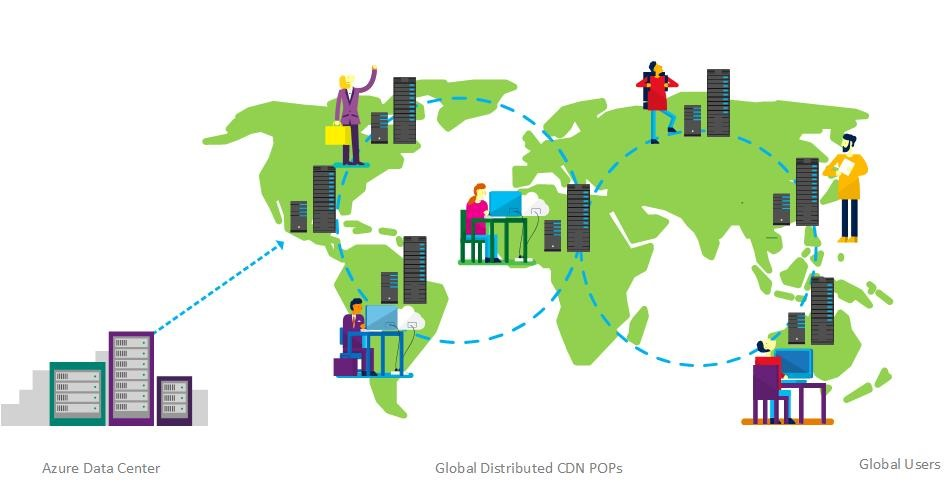 Azure Data Center
Global Distributed CDN POPs
Global Users